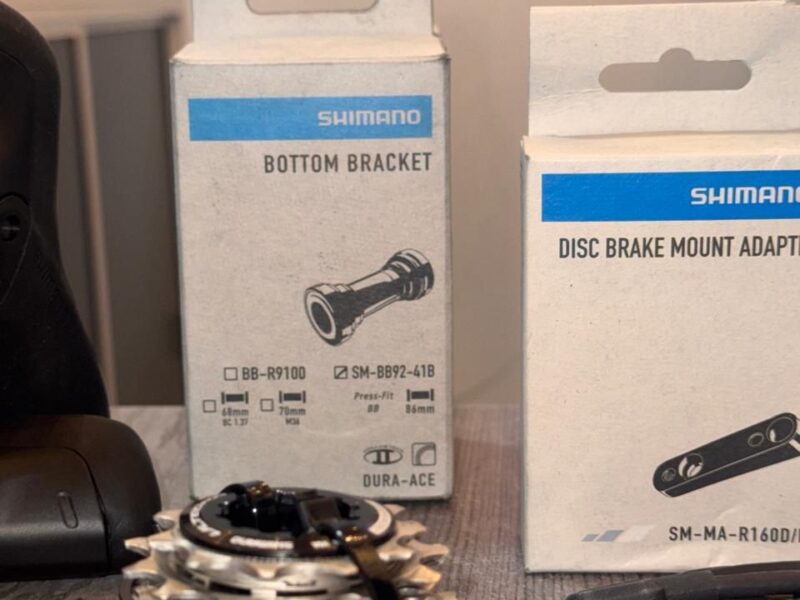 SHIMANO
BOTTOM BRACKET
BB-R9100 SM-BB92-41B
68mm
BC 1.37
70mm
M36
Press-Fit
BB
86mm
II
DURA-ACE
SHIMANO
DISC BRAKE MOUNT ADAPT
SM-MA-R160D/